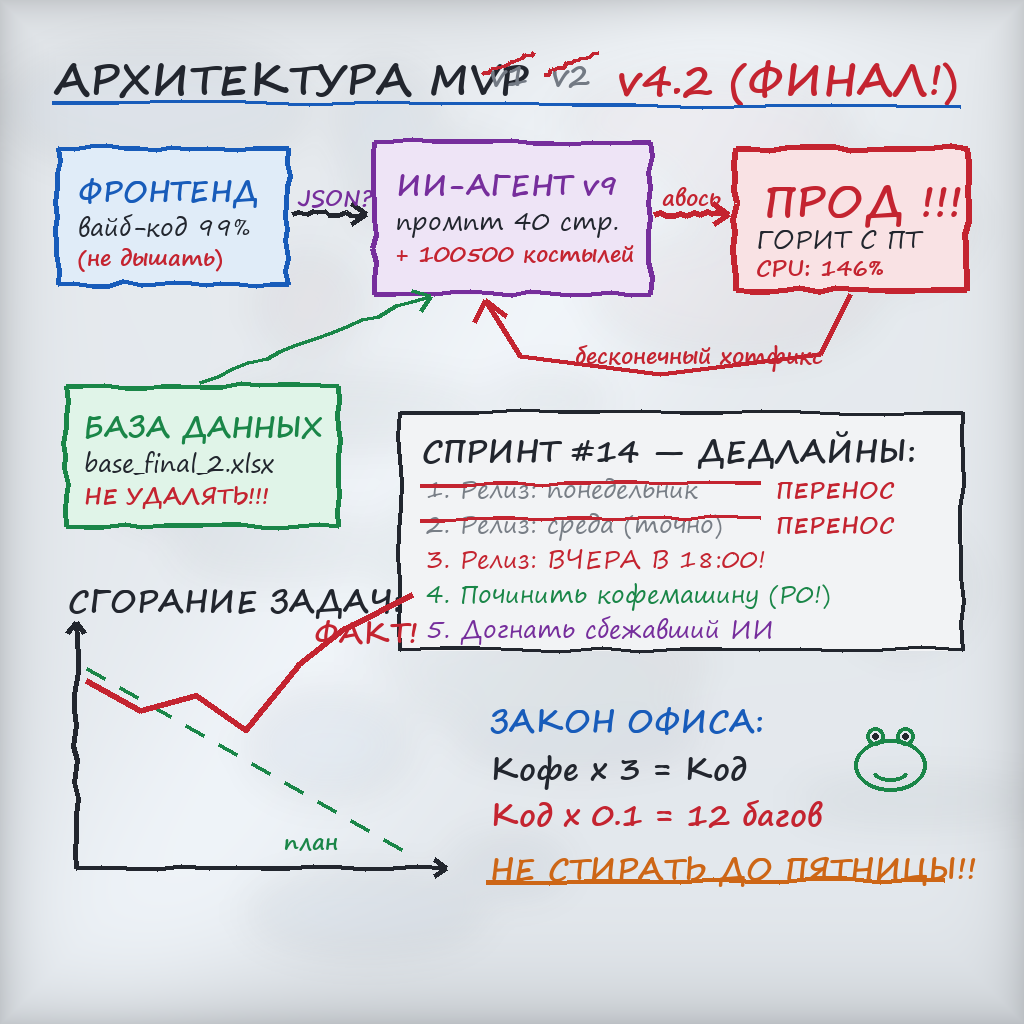 АРХИТЕКТУРА MVP v1 v2 v4.2 (ФИНАЛ!)
ФРОНТЕНД
вайб-код 99%
(не дышать)
JSON?
ИИ-АГЕНТ v9
промпт 40 стр.
+ 100500 костылей
авось
ПРОД !!!
ГОРИТ С ПТ
CPU: 146%
бесконечный хотфикс
БАЗА ДАННЫХ
base_final_2.xlsx
НЕ УДАЛЯТЬ!!!
СПРИНТ #14 — ДЕДЛАЙНЫ:
1. Релиз: понедельник ПЕРЕНОС
2. Релиз: среда (точно) ПЕРЕНОС
3. Релиз: ВЧЕРА В 18:00!
4. Починить кофемашину (PO!)
5. Догнать сбежавший ИИ
СГОРАНИЕ ЗАДАЧ:
ФАКТ!
план
ЗАКОН ОФИСА:
Кофе x 3 = Код
Код x 0.1 = 12 багов
НЕ СТИРАТЬ ДО ПЯТНИЦЫ!!